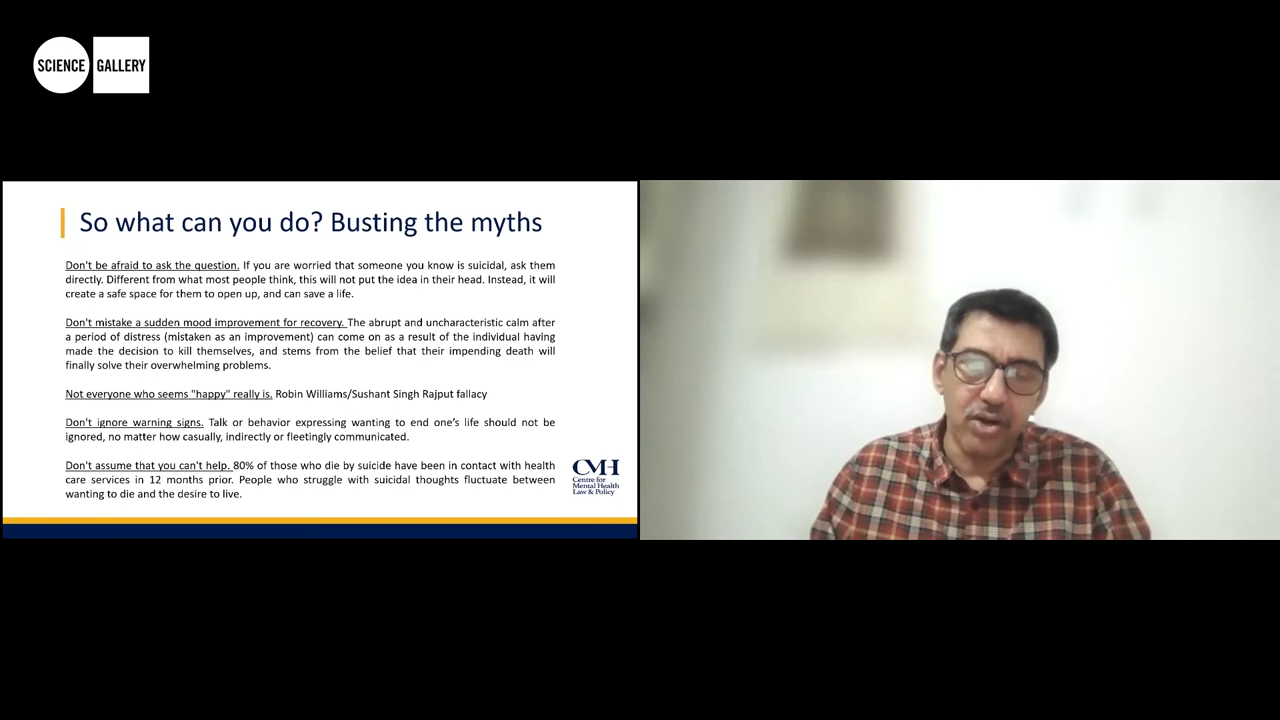 SCIENCE GALLERY
So what can you do? Busting the myths
Don't be afraid to ask the question. If you are worried that someone you know is suicidal, ask them
directly. Different from what most people think, this will not put the idea in their head. Instead, it will
create a safe space for them to open up, and can save a life.
Don't mistake a sudden mood improvement for recovery. The abrupt and uncharacteristic calm after
a period of distress (mistaken as an improvement) can come on as a result of the individual having
made the decision to kill themselves, and stems from the belief that their impending death will
finally solve their overwhelming problems.
Not everyone who seems "happy" really is. Robin Williams/Sushant Singh Rajput fallacy
Don't ignore warning signs. Talk or behavior expressing wanting to end one's life should not be
ignored, no matter how casually, indirectly or fleetingly communicated.
Don't assume that you can't help. 80% of those who die by suicide have been in contact with health
care services in 12 months prior. People who struggle with suicidal thoughts fluctuate between
wanting to die and the desire to live.
CMH
Centre for
Mental Health
Law & Policy